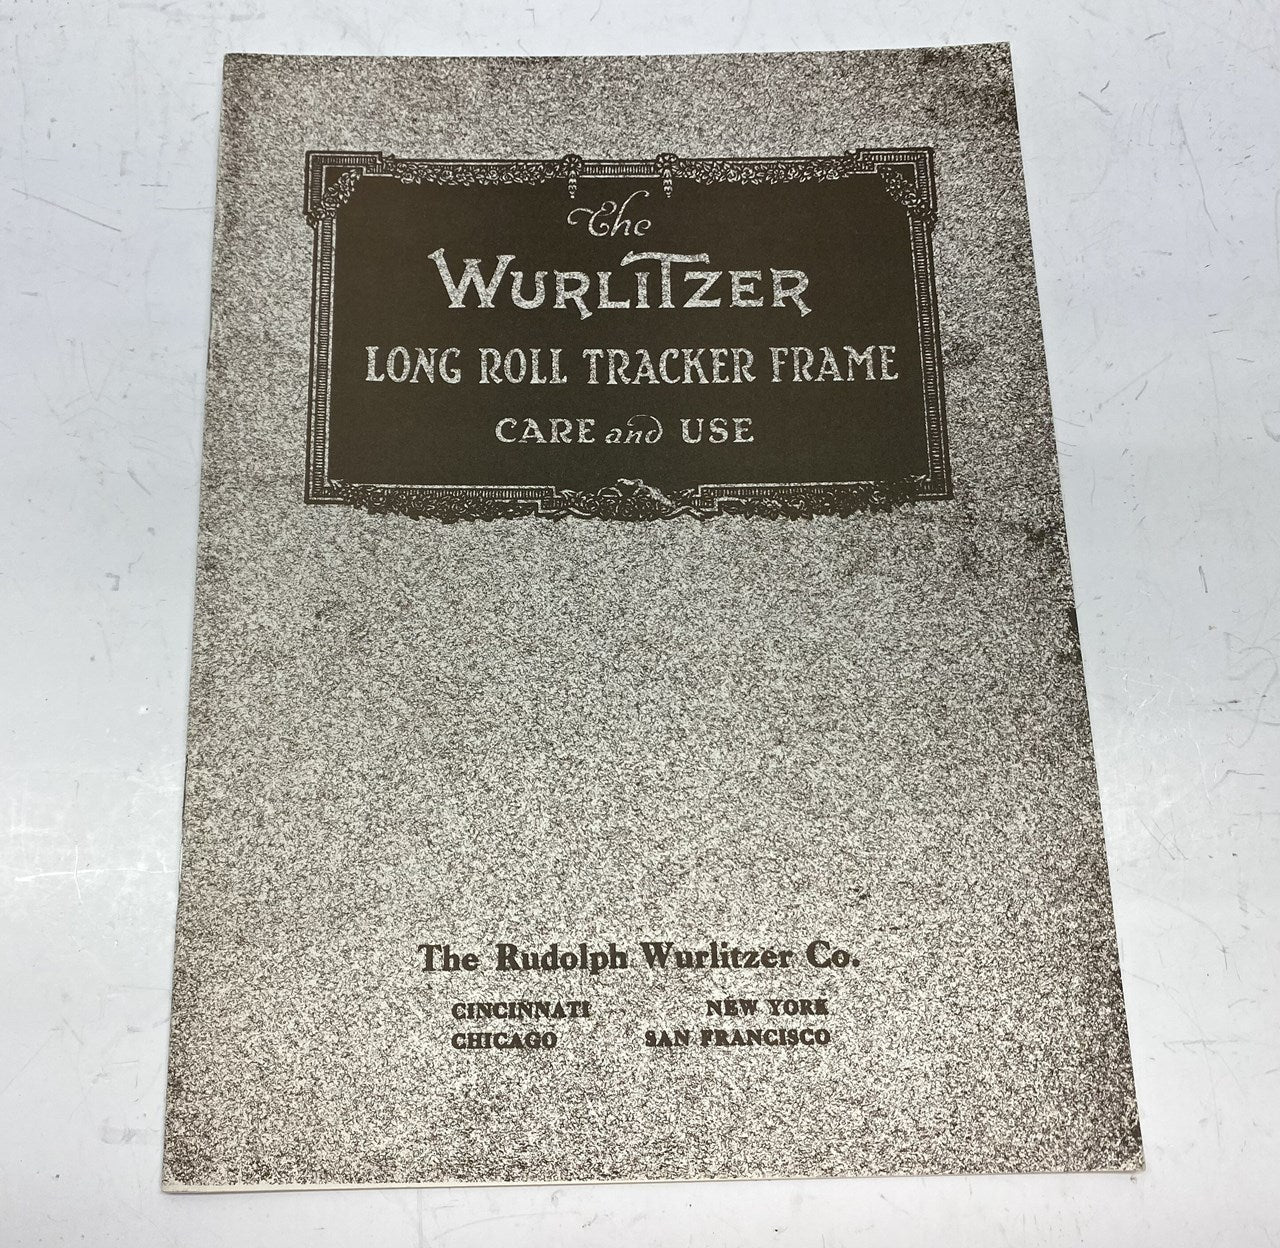 The
WURLITZER
LONG ROLL TRACKER FRAME
CARE and USE
The Rudolph Wurlitzer Co.
CINCINNATI NEW YORK
CHICAGO SAN FRANCISCO